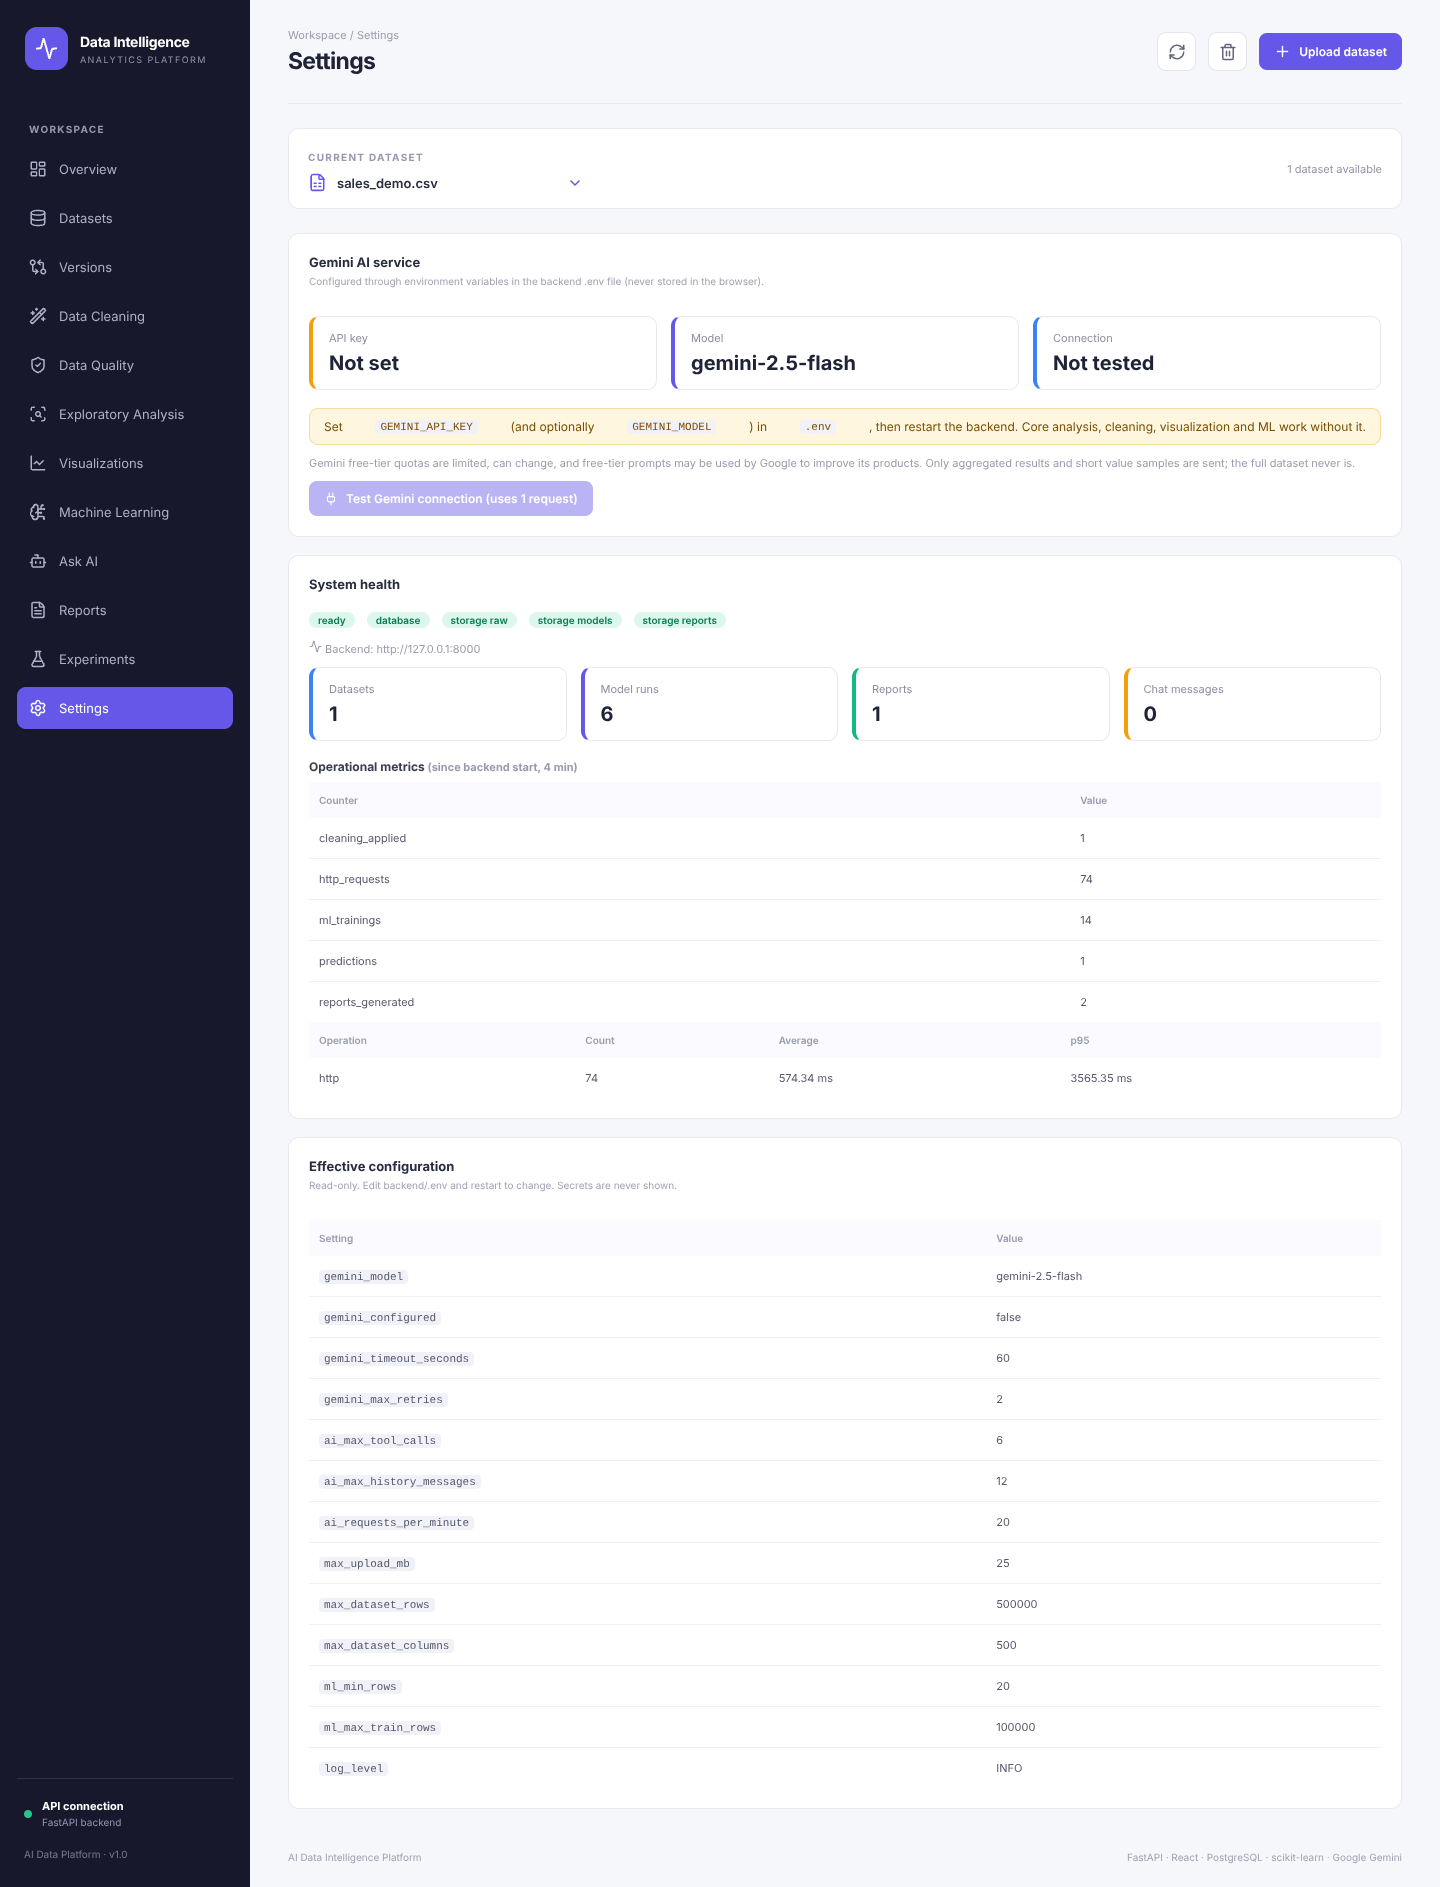 Data Intelligence
ANALYTICS PLATFORM
WORKSPACE
Overview
Datasets
Versions
Data Cleaning
Data Quality
Exploratory Analysis
Visualizations
Machine Learning
Ask AI
Reports
Experiments
Settings
API connection
FastAPI backend
AI Data Platform · v1.0
Workspace / Settings
Settings
Upload dataset
CURRENT DATASET
sales_demo.csv
1 dataset available
Gemini AI service
Configured through environment variables in the backend .env file (never stored in the browser).
API key
Not set
Model
gemini-2.5-flash
Connection
Not tested
Set GEMINI_API_KEY (and optionally GEMINI_MODEL ) in .env , then restart the backend. Core analysis, cleaning, visualization and ML work without it.
Gemini free-tier quotas are limited, can change, and free-tier prompts may be used by Google to improve its products. Only aggregated results and short value samples are sent; the full dataset never is.
Test Gemini connection (uses 1 request)
System health
ready database storage raw storage models storage reports
Backend: http://127.0.0.1:8000
Datasets
1
Model runs
6
Reports
1
Chat messages
0
Operational metrics (since backend start, 4 min)
Counter Value
cleaning_applied 1
http_requests 74
ml_trainings 14
predictions 1
reports_generated 2
Operation Count Average p95
http 74 574.34 ms 3565.35 ms
Effective configuration
Read-only. Edit backend/.env and restart to change. Secrets are never shown.
Setting Value
gemini_model gemini-2.5-flash
gemini_configured false
gemini_timeout_seconds 60
gemini_max_retries 2
ai_max_tool_calls 6
ai_max_history_messages 12
ai_requests_per_minute 20
max_upload_mb 25
max_dataset_rows 500000
max_dataset_columns 500
ml_min_rows 20
ml_max_train_rows 100000
log_level INFO
AI Data Intelligence Platform
FastAPI · React · PostgreSQL · scikit-learn · Google Gemini